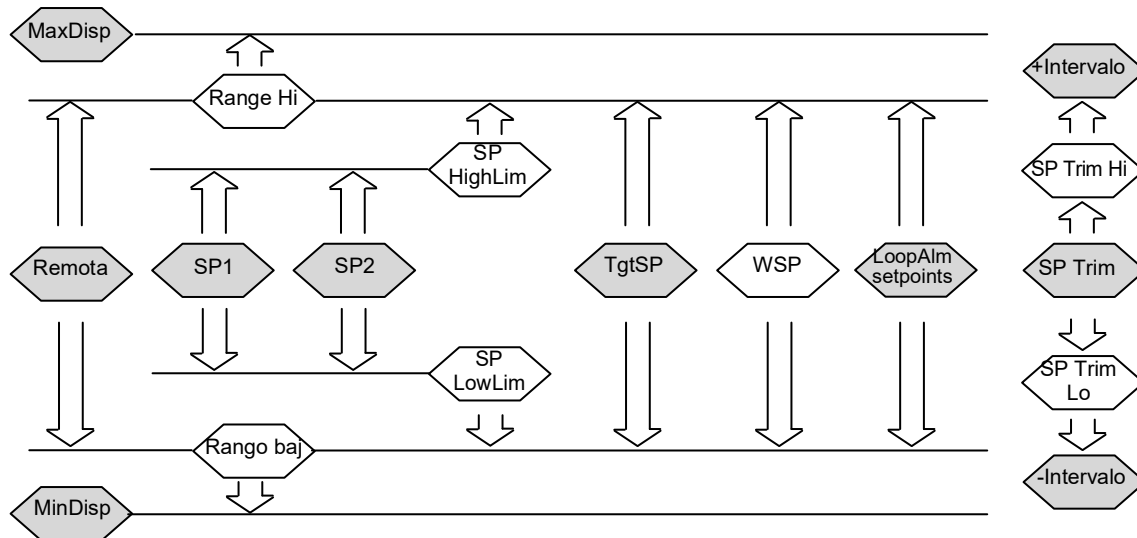 MaxDisp
+Intervalo
Range Hi
SP
HighLim
SP Trim Hi
Remota
SP1
SP2
TgtSP
WSP
LoopAlm
setpoints
SP Trim
SP
LowLim
SP Trim
Lo
Rango baj
-Intervalo
MinDisp